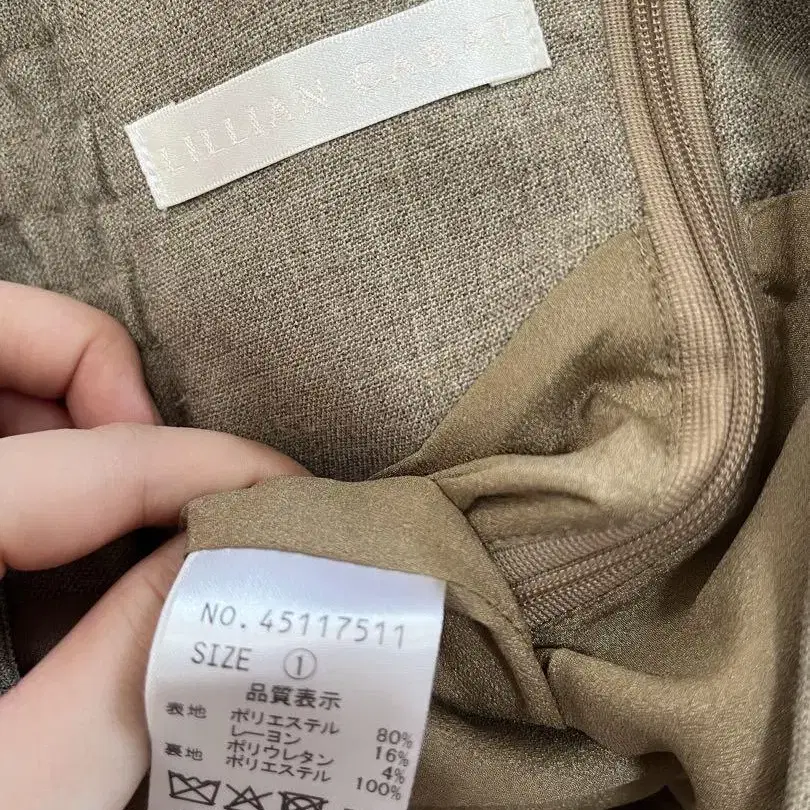 LILLIAN CARAT
NO. 45117511
SIZE ①
品質表示
表地 ポリエステル 80%
レーヨン 16%
ポリウレタン 4%
裏地 ポリエステル 100%